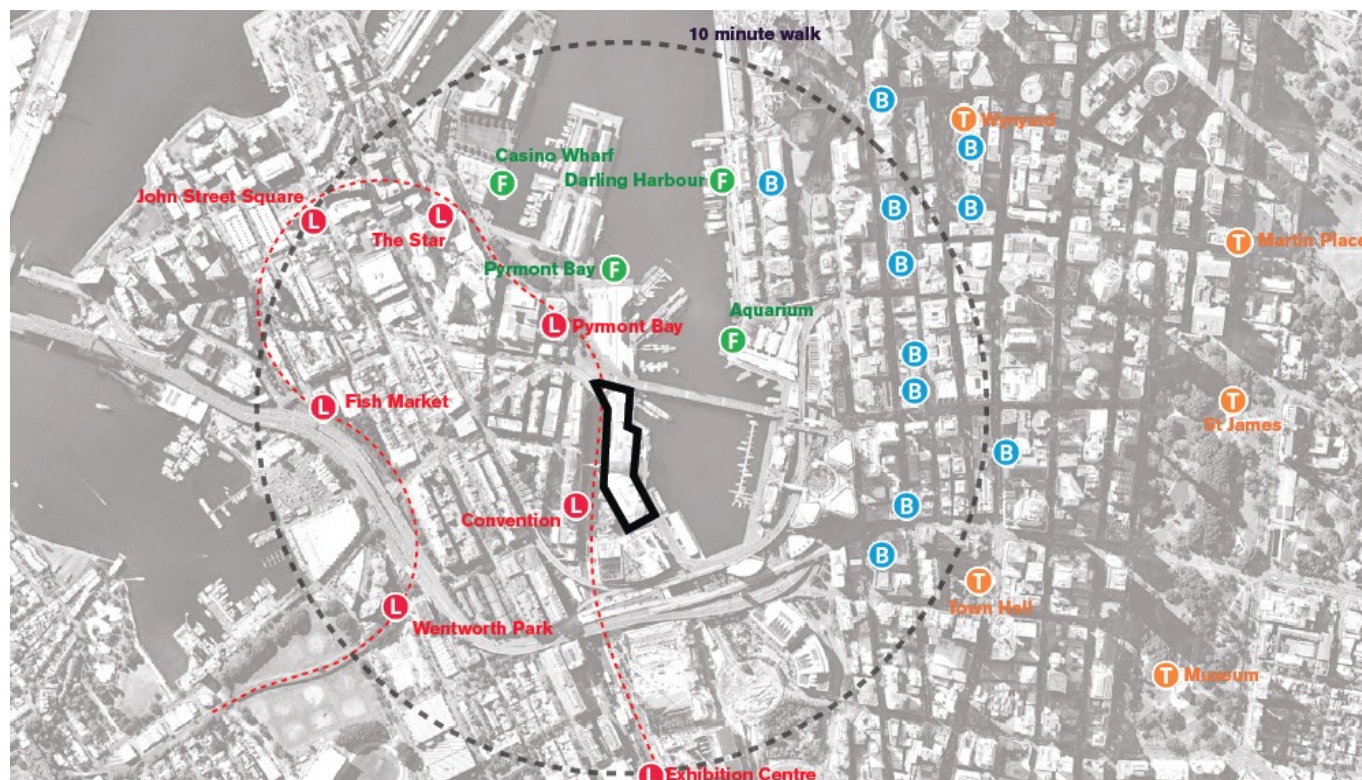 10 minute walk
B
T Wynyard
B
Casino Wharf
F
Darling Harbour F
B
John Street Square
L
L
The Star
B
B
T Martin Place
Pyrmont Bay F
B
Aquarium
F
L Pyrmont Bay
B
B
L Fish Market
T
St James
B
L
Convention
B
B
T
Town Hall
L
Wentworth Park
T Museum
L Exhibition Centre